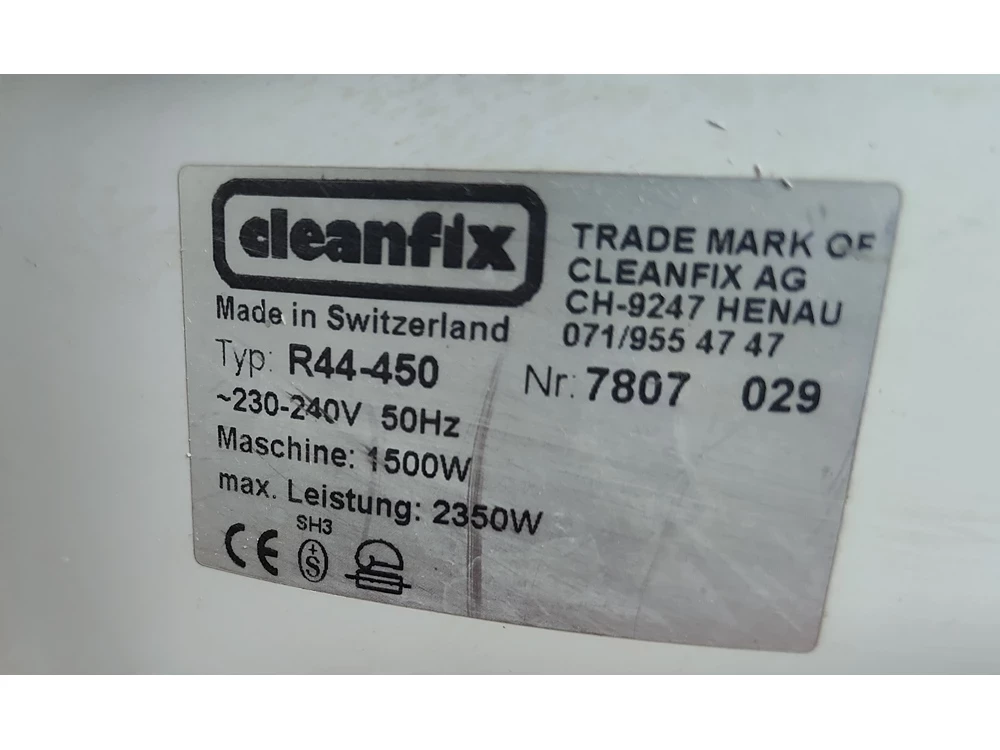 cleanfix
Made in Switzerland
Typ: R44-450
~230-240V 50Hz
Maschine: 1500W
max. Leistung: 2350W
SH3
CE +S
TRADE MARK OF
CLEANFIX AG
CH-9247 HENAU
071/955 47 47
Nr: 7807 029